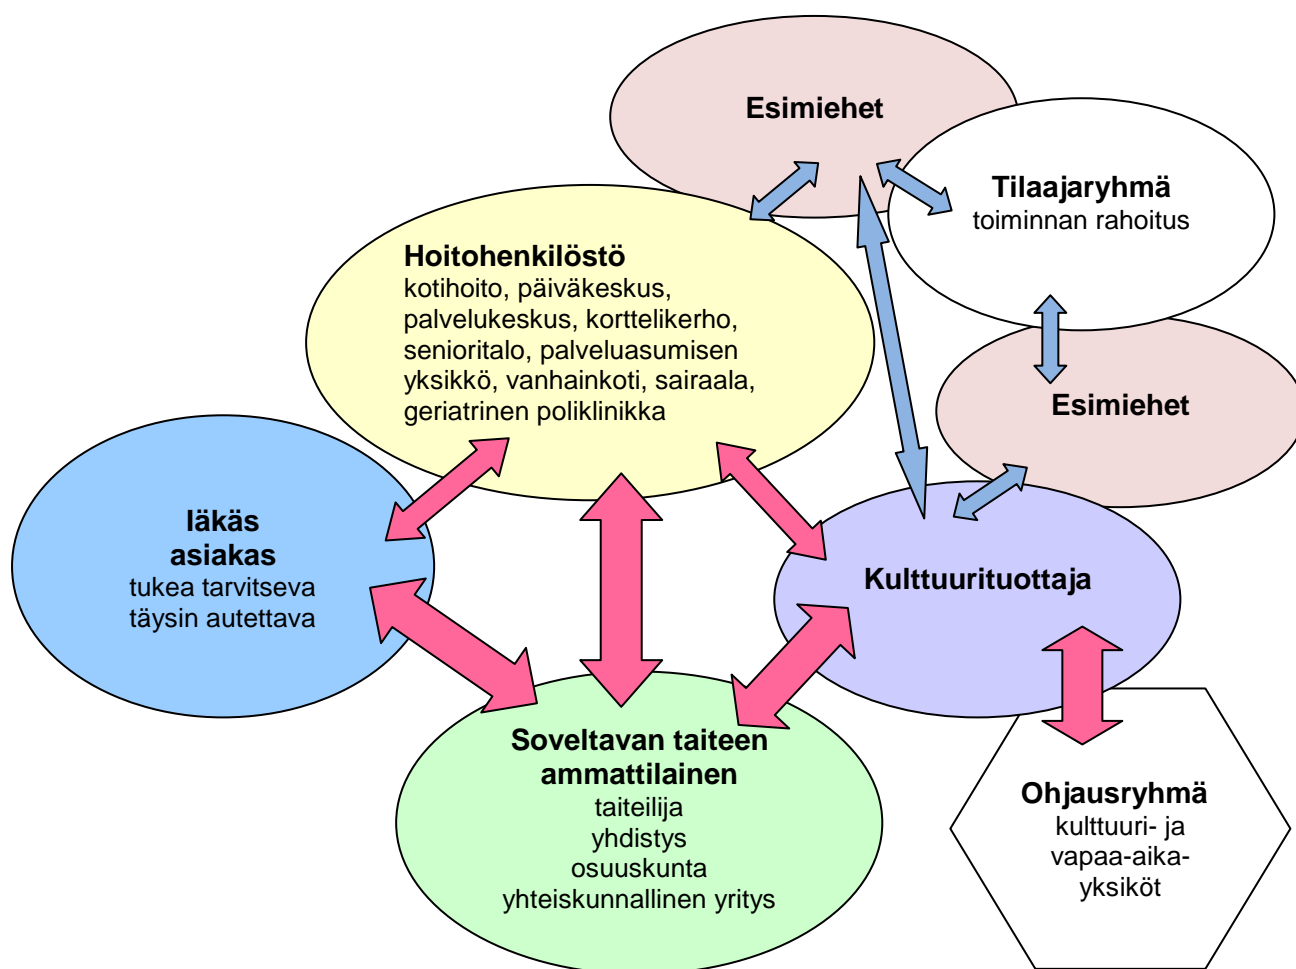 Esimiehet
Tilaajaryhmä
toiminnan rahoitus
Hoitohenkilöstö
kotihoito, päiväkeskus,
palvelukeskus, korttelikerho,
senioritalo, palveluasumisen
yksikkö, vanhainkoti, sairaala,
geriatrinen poliklinikka
Esimiehet
Iäkäs
asiakas
tukea tarvitseva
täysin autettava
Kulttuurituottaja
Soveltavan taiteen
ammattilainen
taiteilija
yhdistys
osuuskunta
yhteiskunnallinen yritys
Ohjausryhmä
kulttuuri- ja
vapaa-aika-
yksiköt